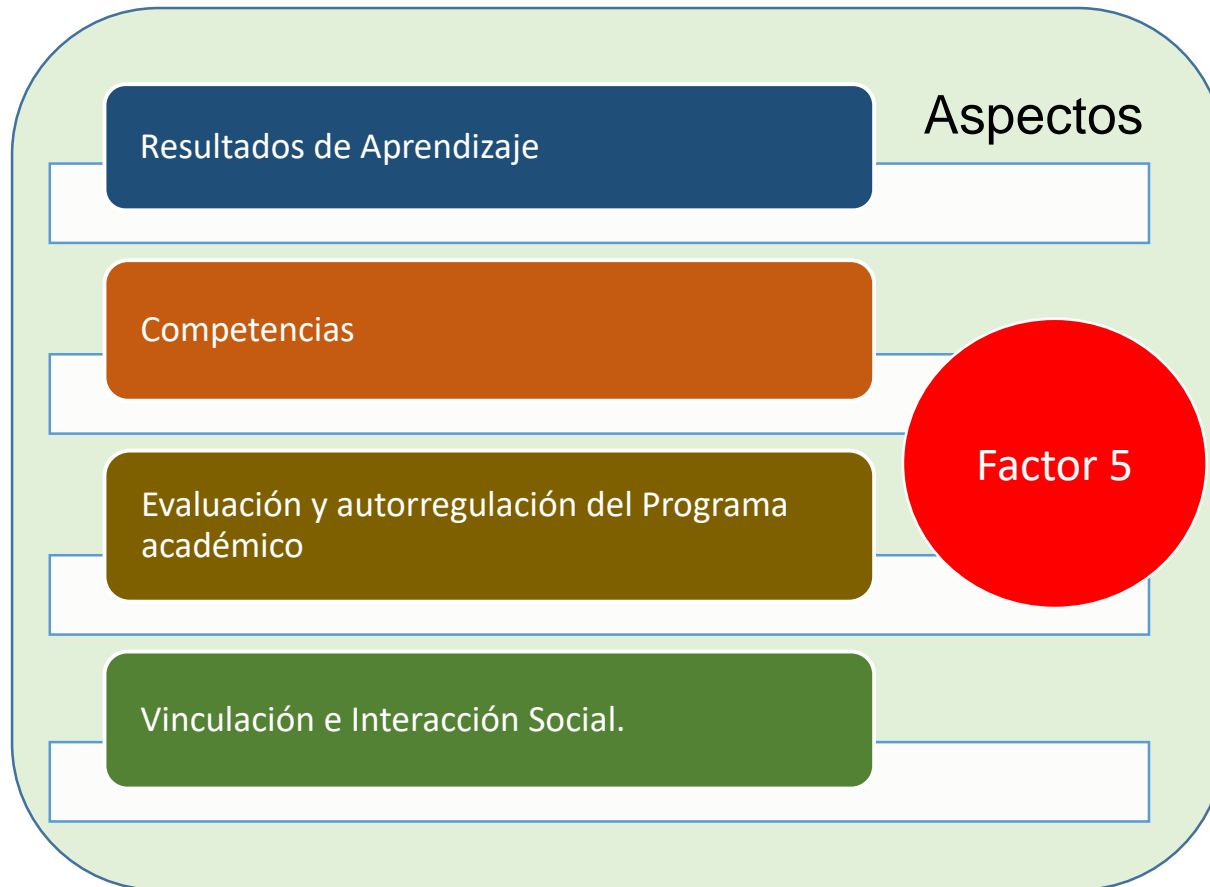 Aspectos
Resultados de Aprendizaje
Competencias
Factor 5
Evaluación y autorregulación del Programa
académico
Vinculación e Interacción Social.